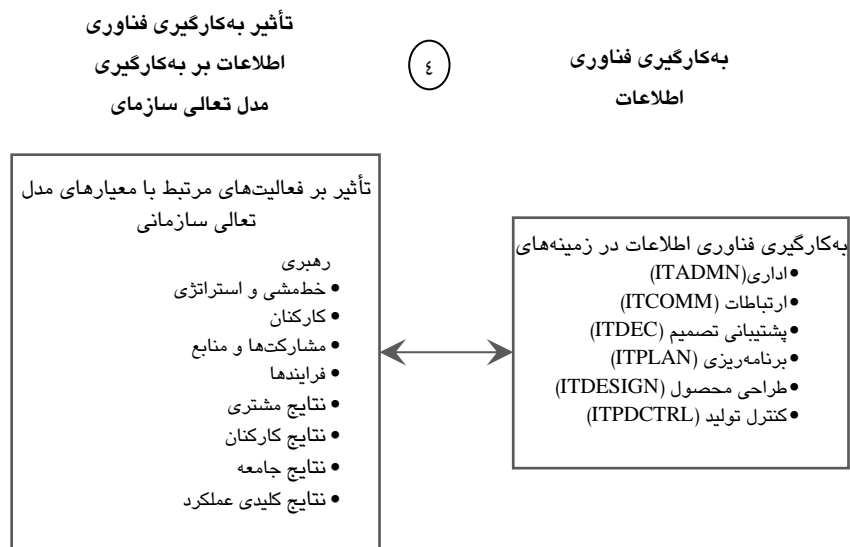 به‌کارگیری فناوری
اطلاعات
٤
تأثیر به‌کارگیری فناوری
اطلاعات بر به‌کارگیری
مدل تعالی سازمای
به‌کارگیری فناوری اطلاعات در زمینه‌های
•اداری(ITADMN)
•ارتباطات (ITCOMM)
•پشتیبانی تصمیم (ITDEC)
•برنامه‌ریزی (ITPLAN)
•طراحی محصول (ITDESIGN)
•کنترل تولید (ITPDCTRL)
تأثیر بر فعالیت‌های مرتبط با معیارهای مدل
تعالی سازمانی
رهبری
• خط‌مشی و استراتژی
• کارکنان
• مشارکت‌ها و منابع
• فرایندها
• نتایج مشتری
• نتایج کارکنان
• نتایج جامعه
• نتایج کلیدی عملکرد